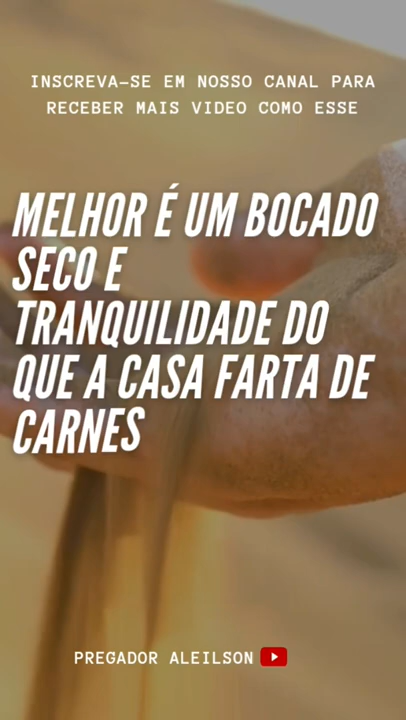 INSCREVA-SE EM NOSSO CANAL PARA
RECEBER MAIS VIDEO COMO ESSE
MELHOR É UM BOCADO
SECO E
TRANQUILIDADE DO
QUE A CASA FARTA DE
CARNES
PREGADOR ALEILSON